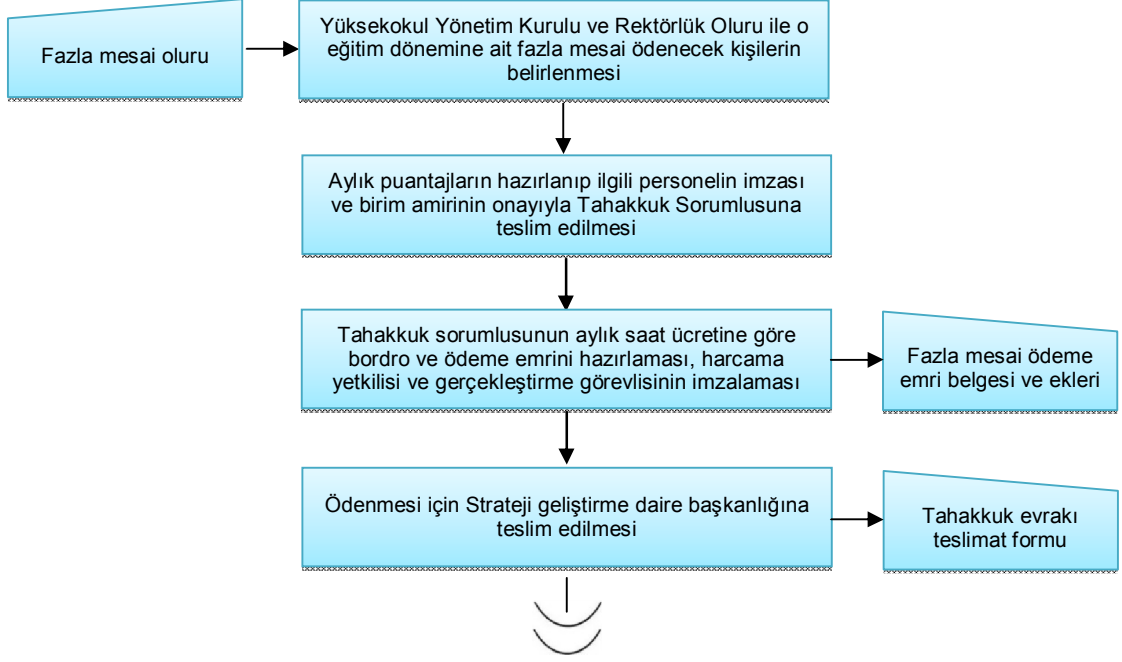 Fazla mesai oluru
Yüksekokul Yönetim Kurulu ve Rektörlük Oluru ile o
eğitim dönemine ait fazla mesai ödenecek kişilerin
belirlenmesi
Aylık puantajların hazırlanıp ilgili personelin imzası
ve birim amirinin onayıyla Tahakkuk Sorumlusuna
teslim edilmesi
Tahakkuk sorumlusunun aylık saat ücretine göre
bordro ve ödeme emrini hazırlaması, harcama
yetkilisi ve gerçekleştirme görevlisinin imzalaması
Fazla mesai ödeme
emri belgesi ve ekleri
Ödenmesi için Strateji geliştirme daire başkanlığına
teslim edilmesi
Tahakkuk evrakı
teslimat formu